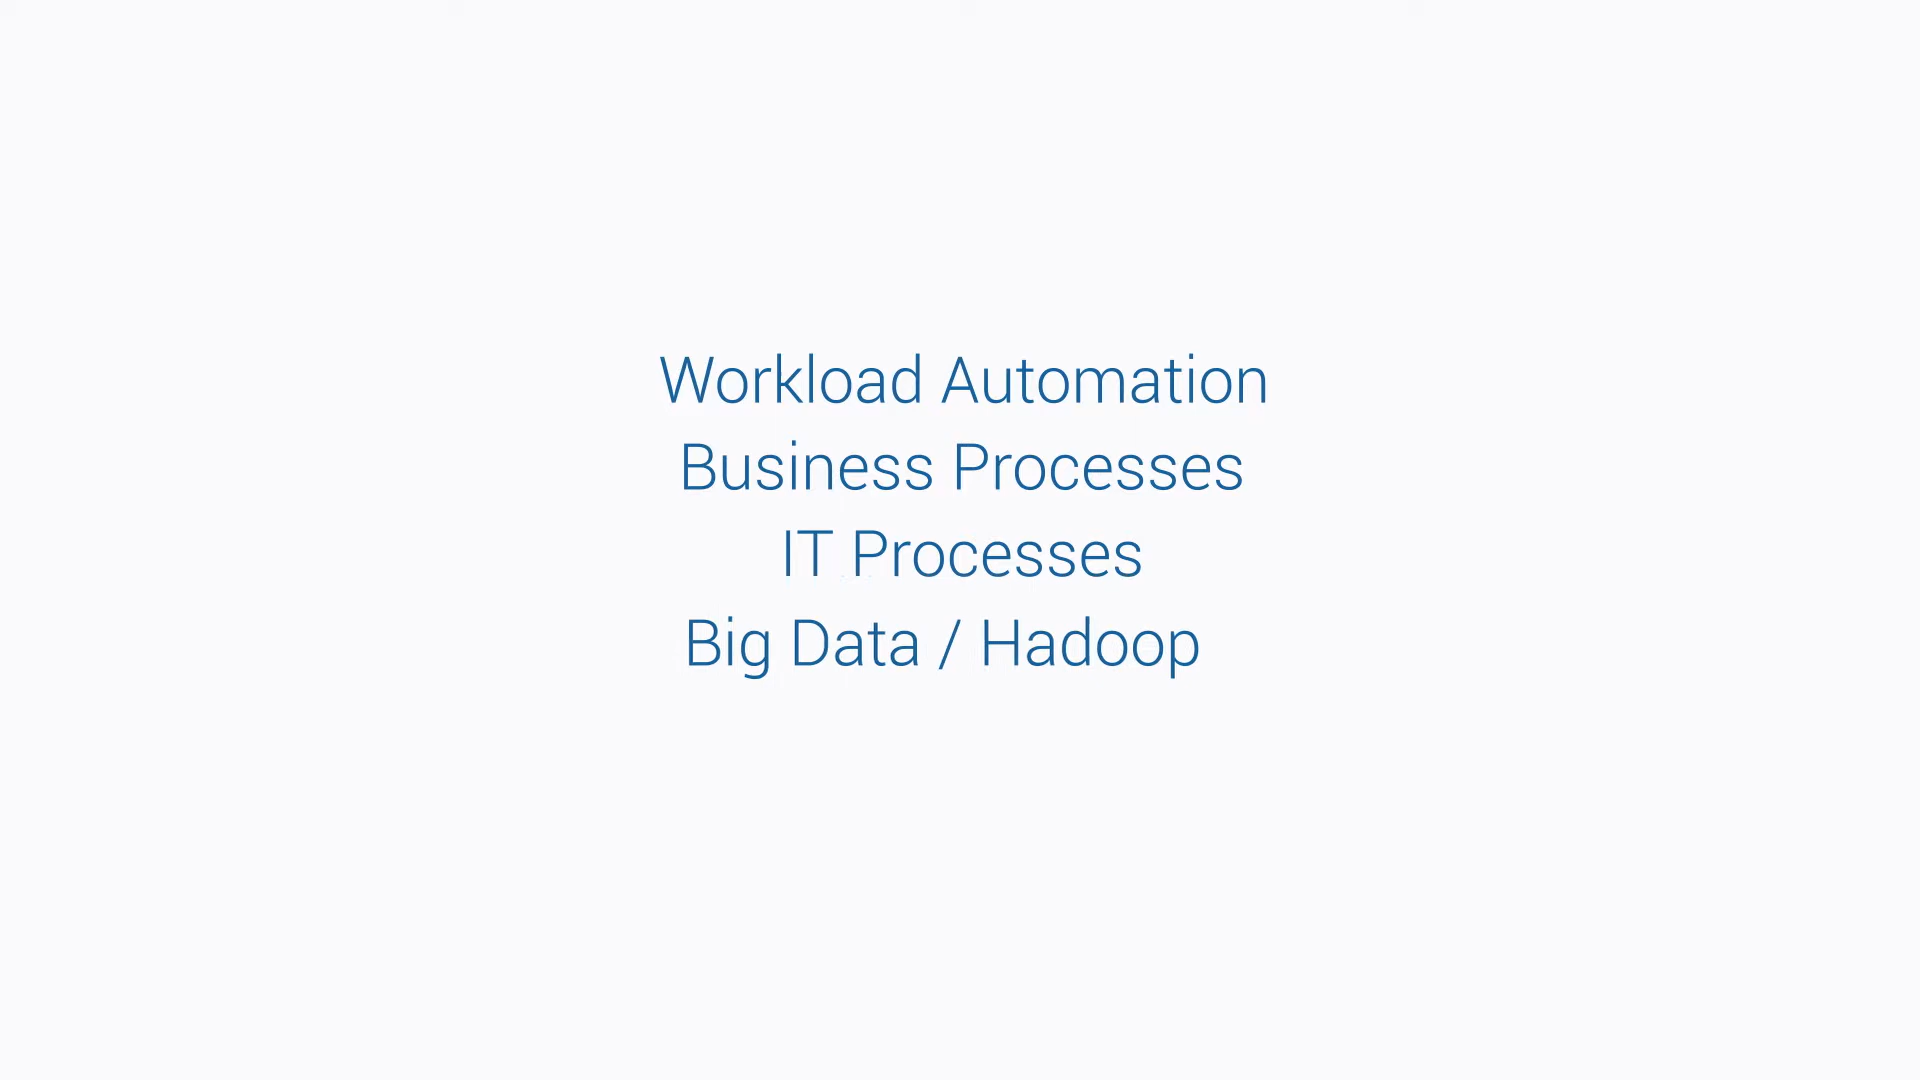 Workload Automation
Business Processes
IT Processes
Big Data / Hadoop